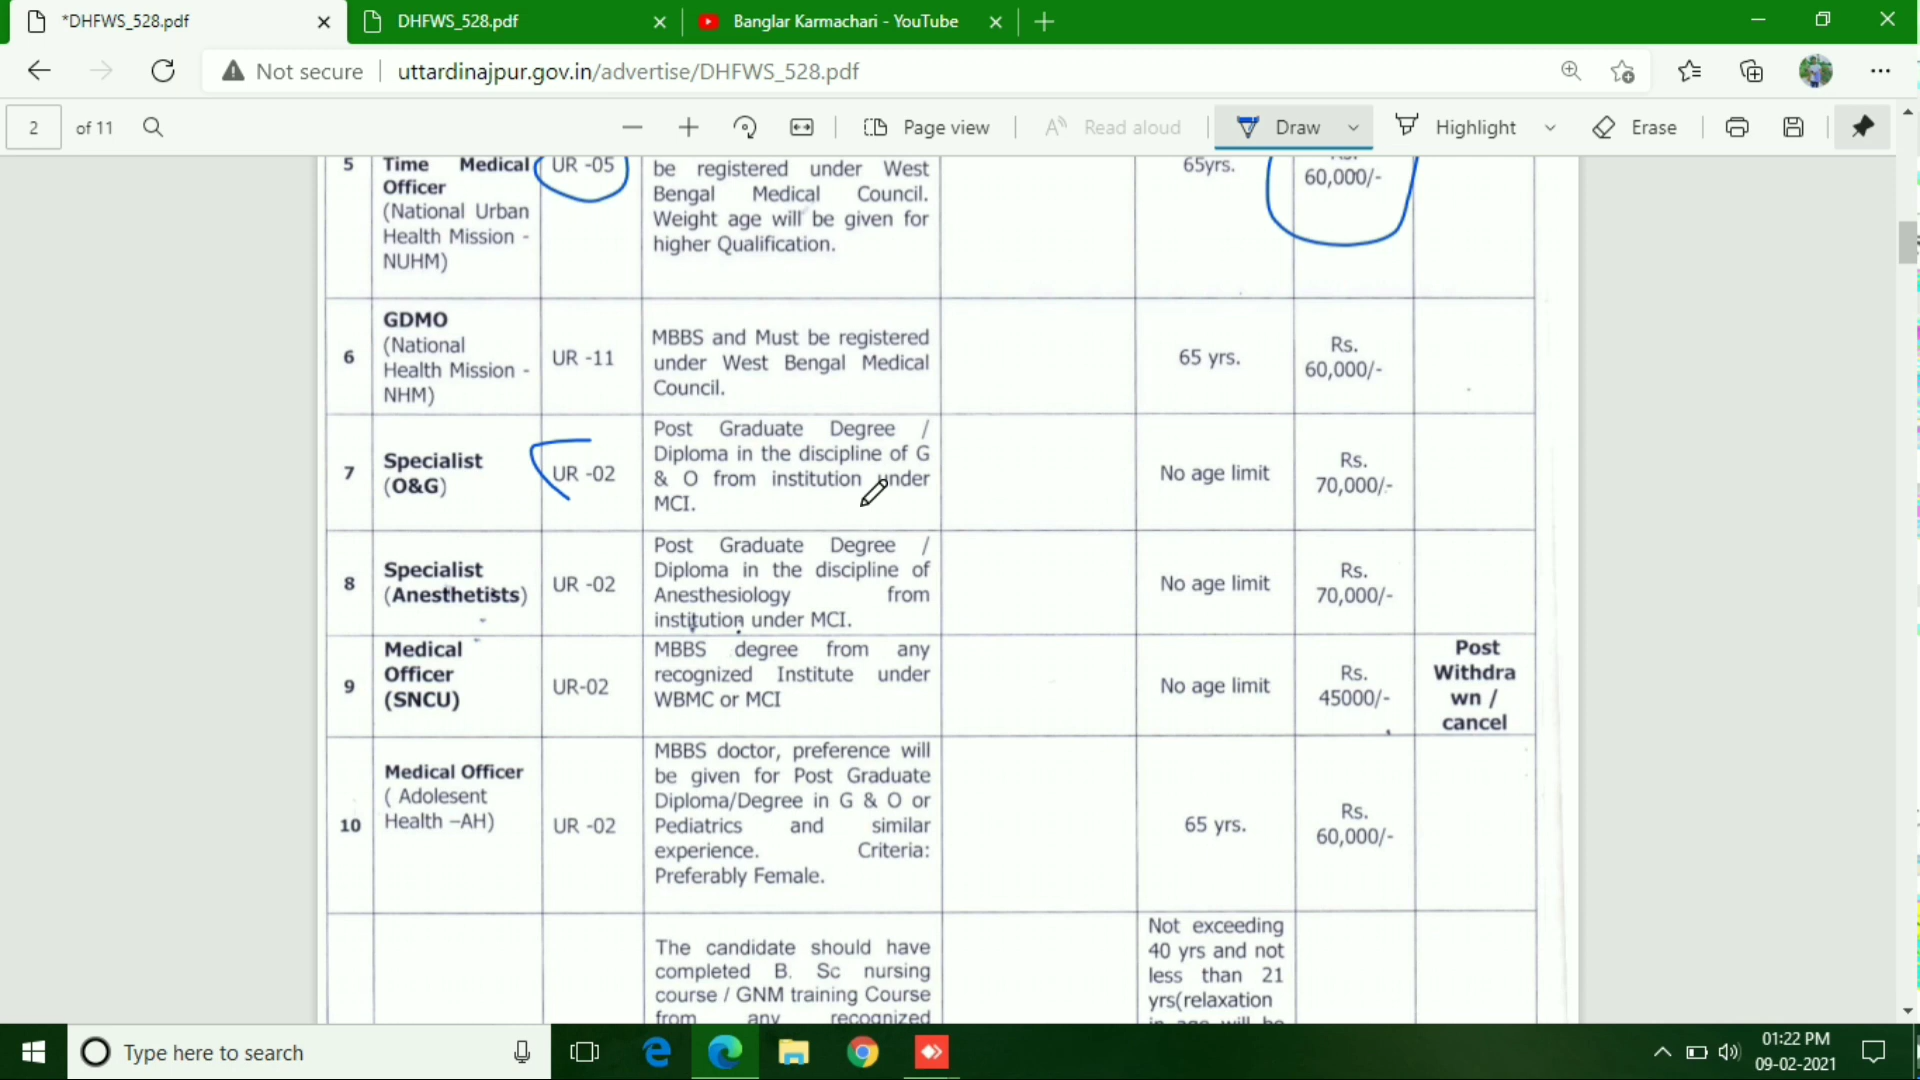 *DHFWS_528.pdf
DHFWS_528.pdf
Banglar Karmachari - YouTube
Not secure
uttardinajpur.gov.in/advertise/DHFWS_528.pdf
2
of 11
Page view
Read aloud
Draw
Highlight
Erase
5
Time Medical
Officer
(National Urban
Health Mission -
NUHM)
UR -05
be registered under West
Bengal Medical Council.
Weight age will be given for
higher Qualification.
65yrs.
60,000/-
6
GDMO
(National
Health Mission -
NHM)
UR -11
MBBS and Must be registered
under West Bengal Medical
Council.
65 yrs.
Rs.
60,000/-
7
Specialist
(O&G)
UR -02
Post Graduate Degree /
Diploma in the discipline of G
& O from institution under
MCI.
No age limit
Rs.
70,000/-
8
Specialist
(Anesthetists)
UR -02
Post Graduate Degree /
Diploma in the discipline of
Anesthesiology from
institution under MCI.
No age limit
Rs.
70,000/-
9
Medical
Officer
(SNCU)
UR-02
MBBS degree from any
recognized Institute under
WBMC or MCI
No age limit
Rs.
45000/-
Post
Withdra
wn /
cancel
10
Medical Officer
( Adolesent
Health –AH)
UR -02
MBBS doctor, preference will
be given for Post Graduate
Diploma/Degree in G & O or
Pediatrics and similar
experience. Criteria:
Preferably Female.
65 yrs.
Rs.
60,000/-
The candidate should have
completed B. Sc nursing
course / GNM training Course
from any recognized
Not exceeding
40 yrs and not
less than 21
yrs(relaxation
in age will be
Type here to search
01:22 PM
09-02-2021